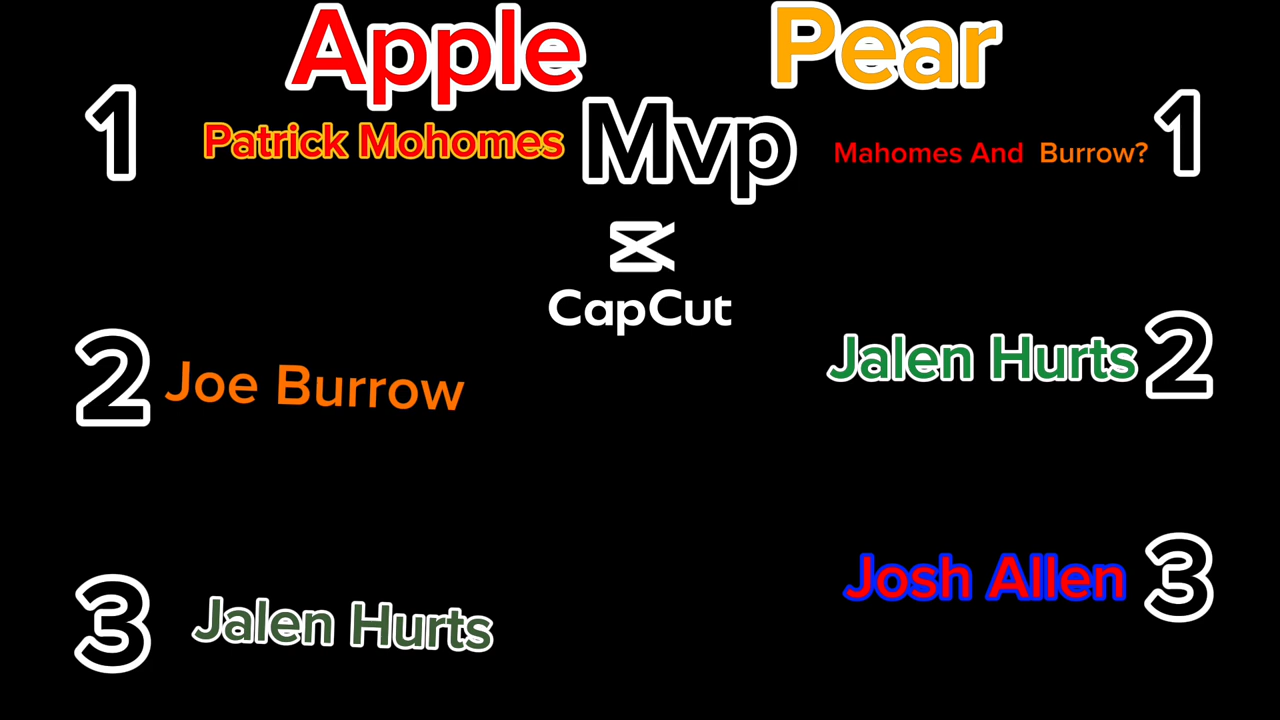 Apple Pear
1 Patrick Mohomes Mvp Mahomes And Burrow? 1
CapCut
2 Joe Burrow Jalen Hurts 2
3 Jalen Hurts Josh Allen 3